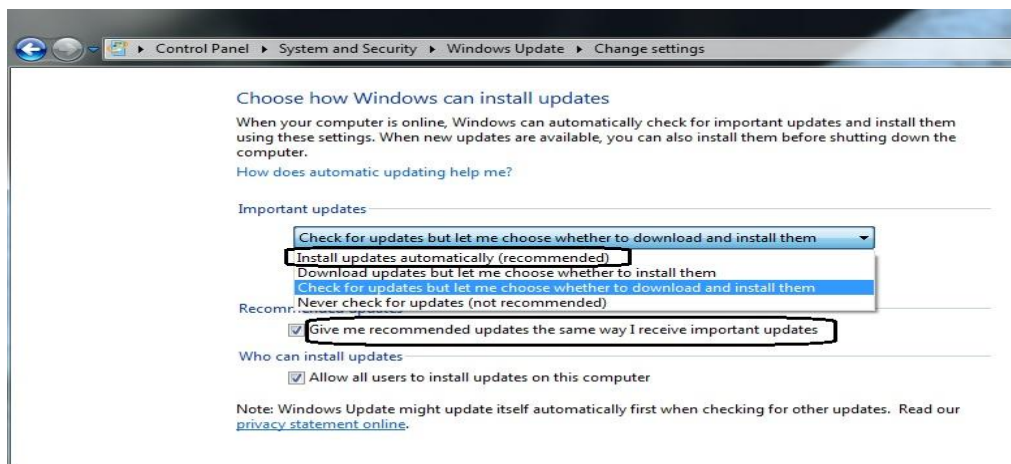 Control Panel ▸ System and Security ▸ Windows Update ▸ Change settings
Choose how Windows can install updates
When your computer is online, Windows can automatically check for important updates and install them
using these settings. When new updates are available, you can also install them before shutting down the
computer.
How does automatic updating help me?
Important updates
Check for updates but let me choose whether to download and install them
Install updates automatically (recommended)
Download updates but let me choose whether to install them
Check for updates but let me choose whether to download and install them
Never check for updates (not recommended)
Recommended updates
Give me recommended updates the same way I receive important updates
Who can install updates
Allow all users to install updates on this computer
Note: Windows Update might update itself automatically first when checking for other updates. Read our
privacy statement online.